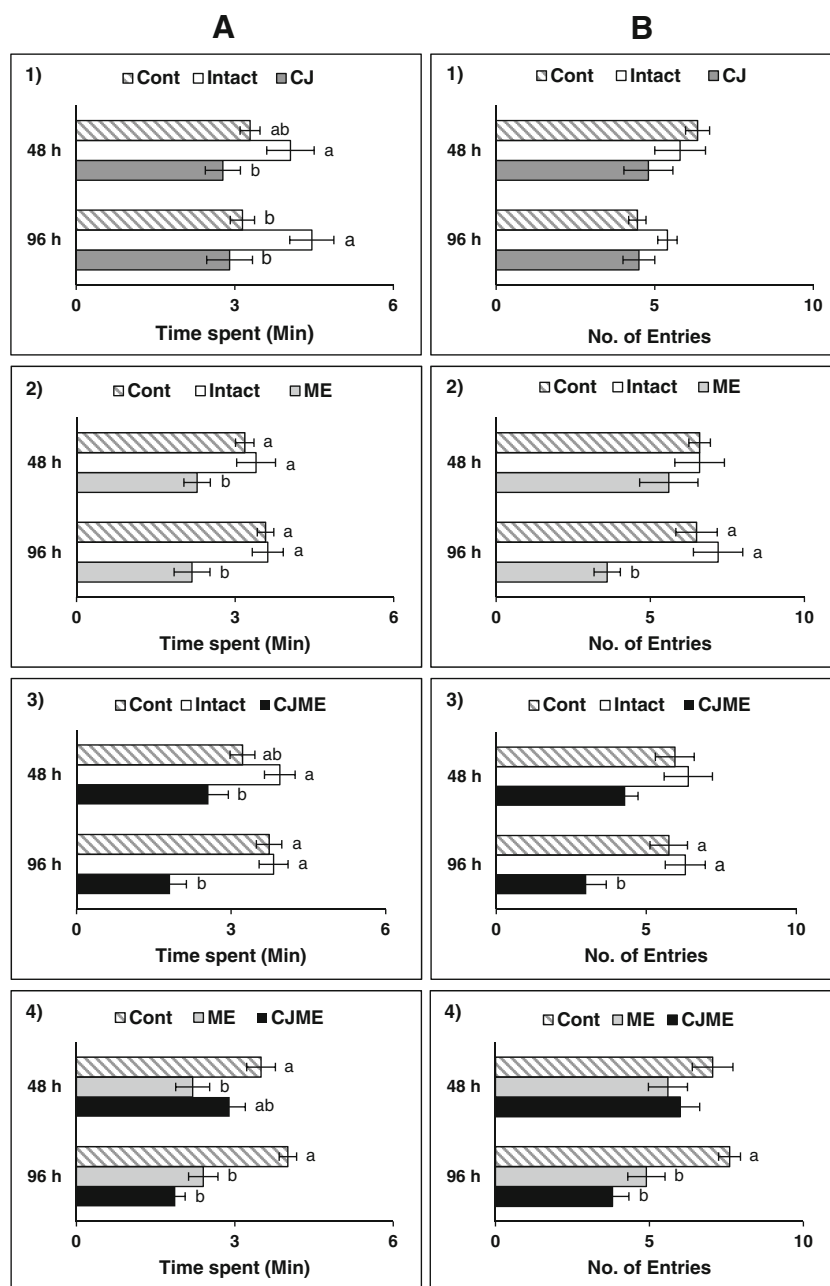 A
B
1)
Cont Intact CJ
48 h
ab
a
b
96 h
b
a
b
0 3 6
Time spent (Min)
1)
Cont Intact CJ
48 h
96 h
0 5 10
No. of Entries
2)
Cont Intact ME
48 h
a
a
b
96 h
a
a
b
0 3 6
Time spent (Min)
2)
Cont Intact ME
48 h
96 h
a
a
b
0 5 10
No. of Entries
3)
Cont Intact CJME
48 h
ab
a
b
96 h
a
a
b
0 3 6
Time spent (Min)
3)
Cont Intact CJME
48 h
96 h
a
a
b
0 5 10
No. of Entries
4)
Cont ME CJME
48 h
a
b
ab
96 h
a
b
b
0 3 6
Time spent (Min)
4)
Cont ME CJME
48 h
96 h
a
b
b
0 5 10
No. of Entries